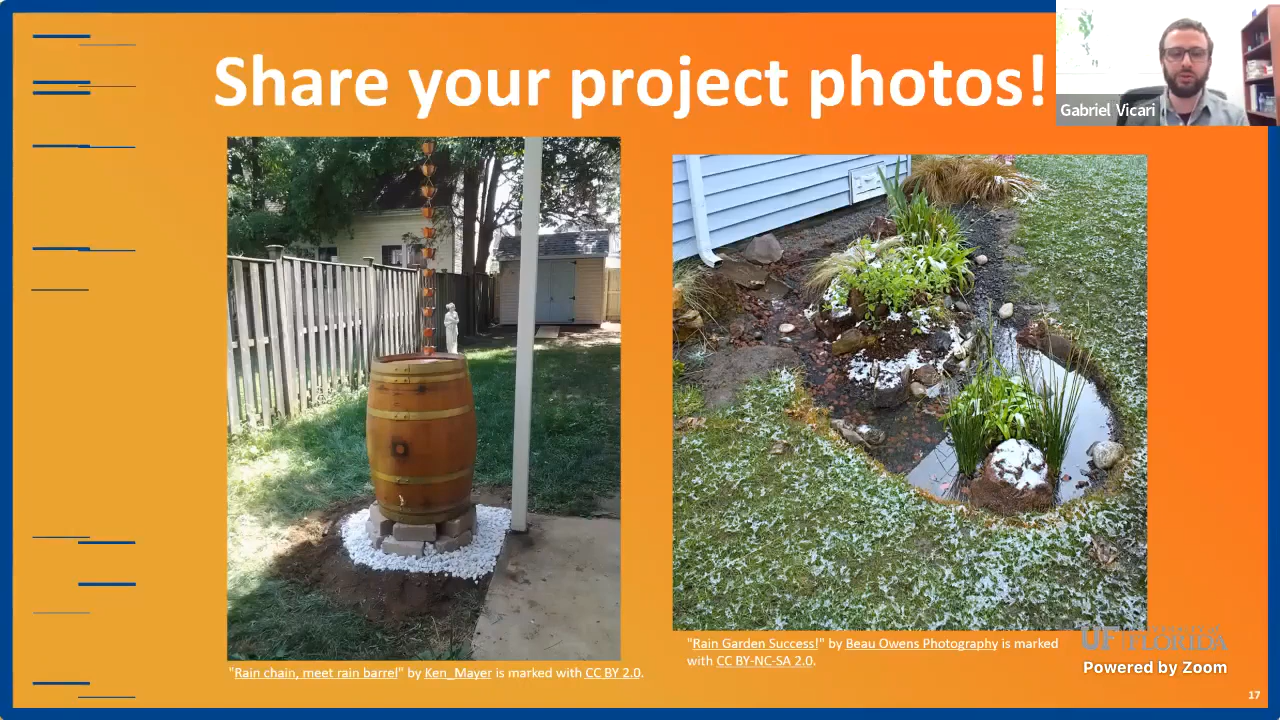 Share your project photos!
Gabriel Vicari
"Rain chain, meet rain barrel" by Ken_Mayer is marked with CC BY 2.0.
"Rain Garden Success!" by Beau Owens Photography is marked
with CC BY-NC-SA 2.0.
UF FLORIDA
Powered by Zoom
17